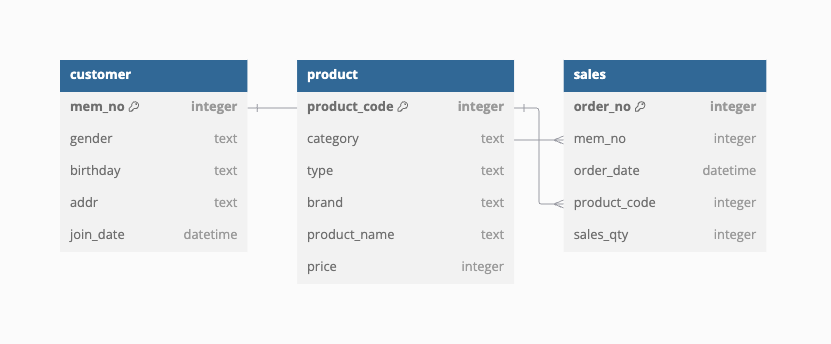 customer
mem_no integer
gender text
birthday text
addr text
join_date datetime
product
product_code integer
category text
type text
brand text
product_name text
price integer
sales
order_no integer
mem_no integer
order_date datetime
product_code integer
sales_qty integer